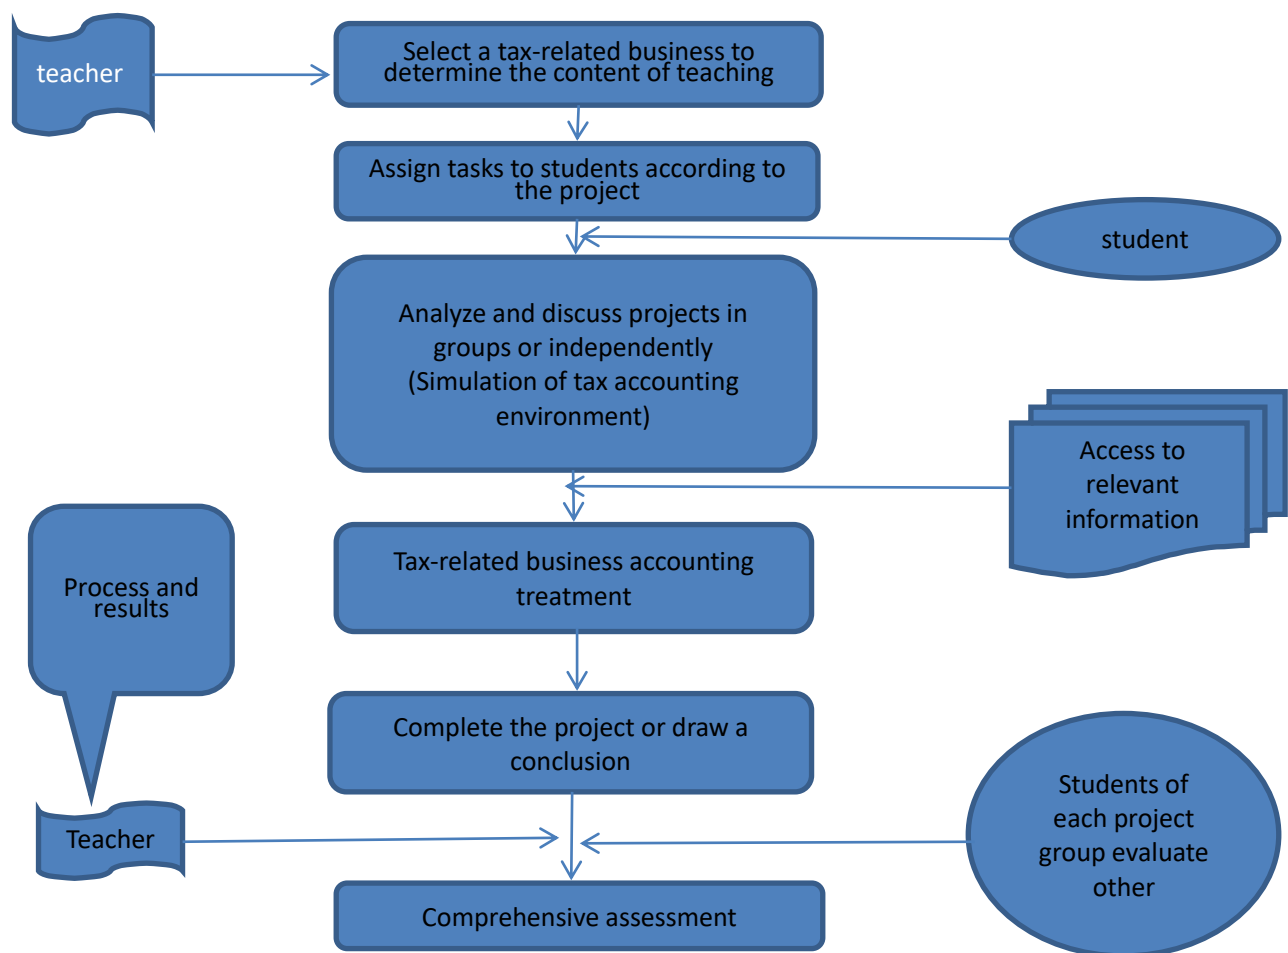 teacher
Select a tax-related business to
determine the content of teaching
Assign tasks to students according to
the project
student
Analyze and discuss projects in
groups or independently
(Simulation of tax accounting
environment)
Access to
relevant
information
Tax-related business accounting
treatment
Process and
results
Complete the project or draw a
conclusion
Teacher
Students of
each project
group evaluate
other
Comprehensive assessment